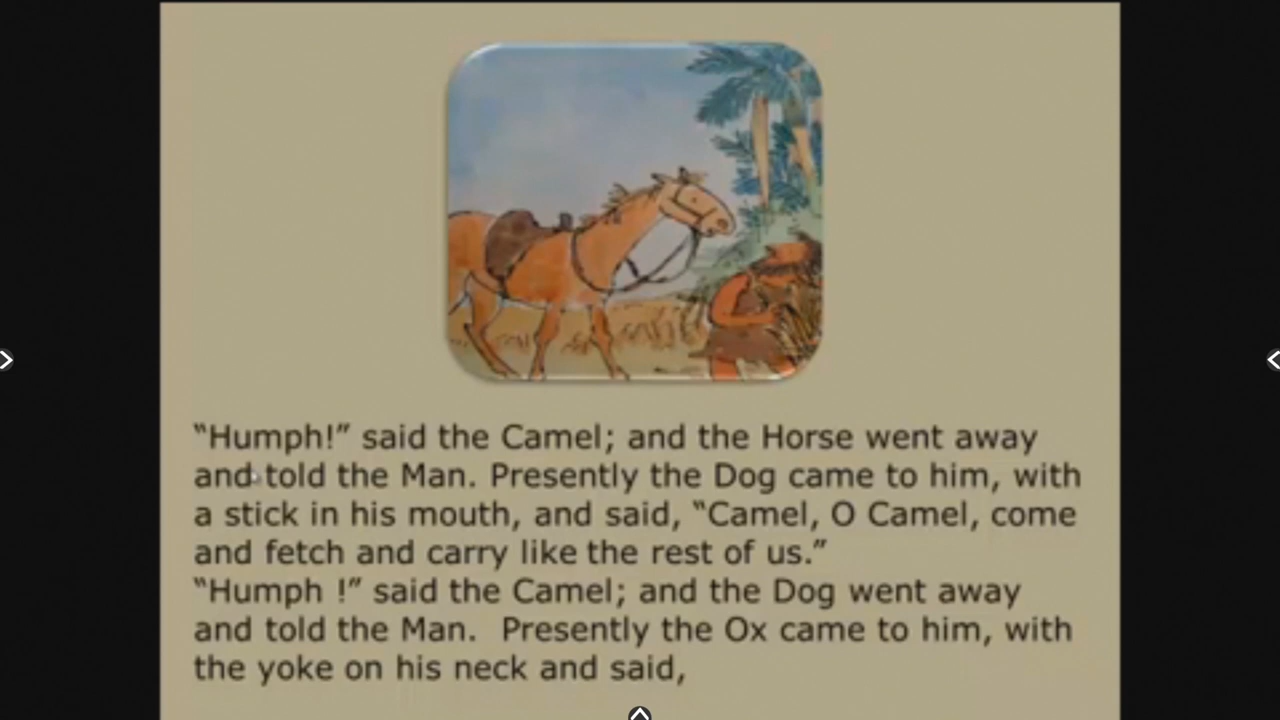 “Humph!” said the Camel; and the Horse went away
and told the Man. Presently the Dog came to him, with
a stick in his mouth, and said, “Camel, O Camel, come
and fetch and carry like the rest of us.”
“Humph !” said the Camel; and the Dog went away
and told the Man.  Presently the Ox came to him, with
the yoke on his neck and said,